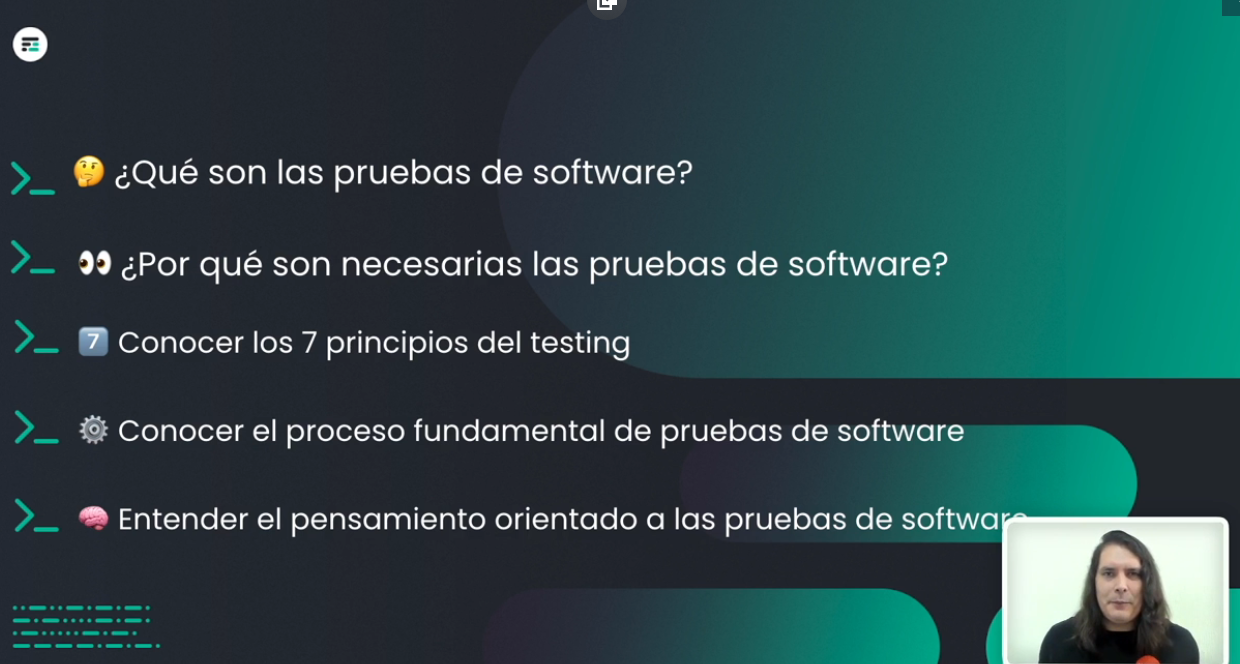 🤔 ¿Qué son las pruebas de software?
👀 ¿Por qué son necesarias las pruebas de software?
7️⃣ Conocer los 7 principios del testing
⚙️ Conocer el proceso fundamental de pruebas de software
🧠 Entender el pensamiento orientado a las pruebas de software